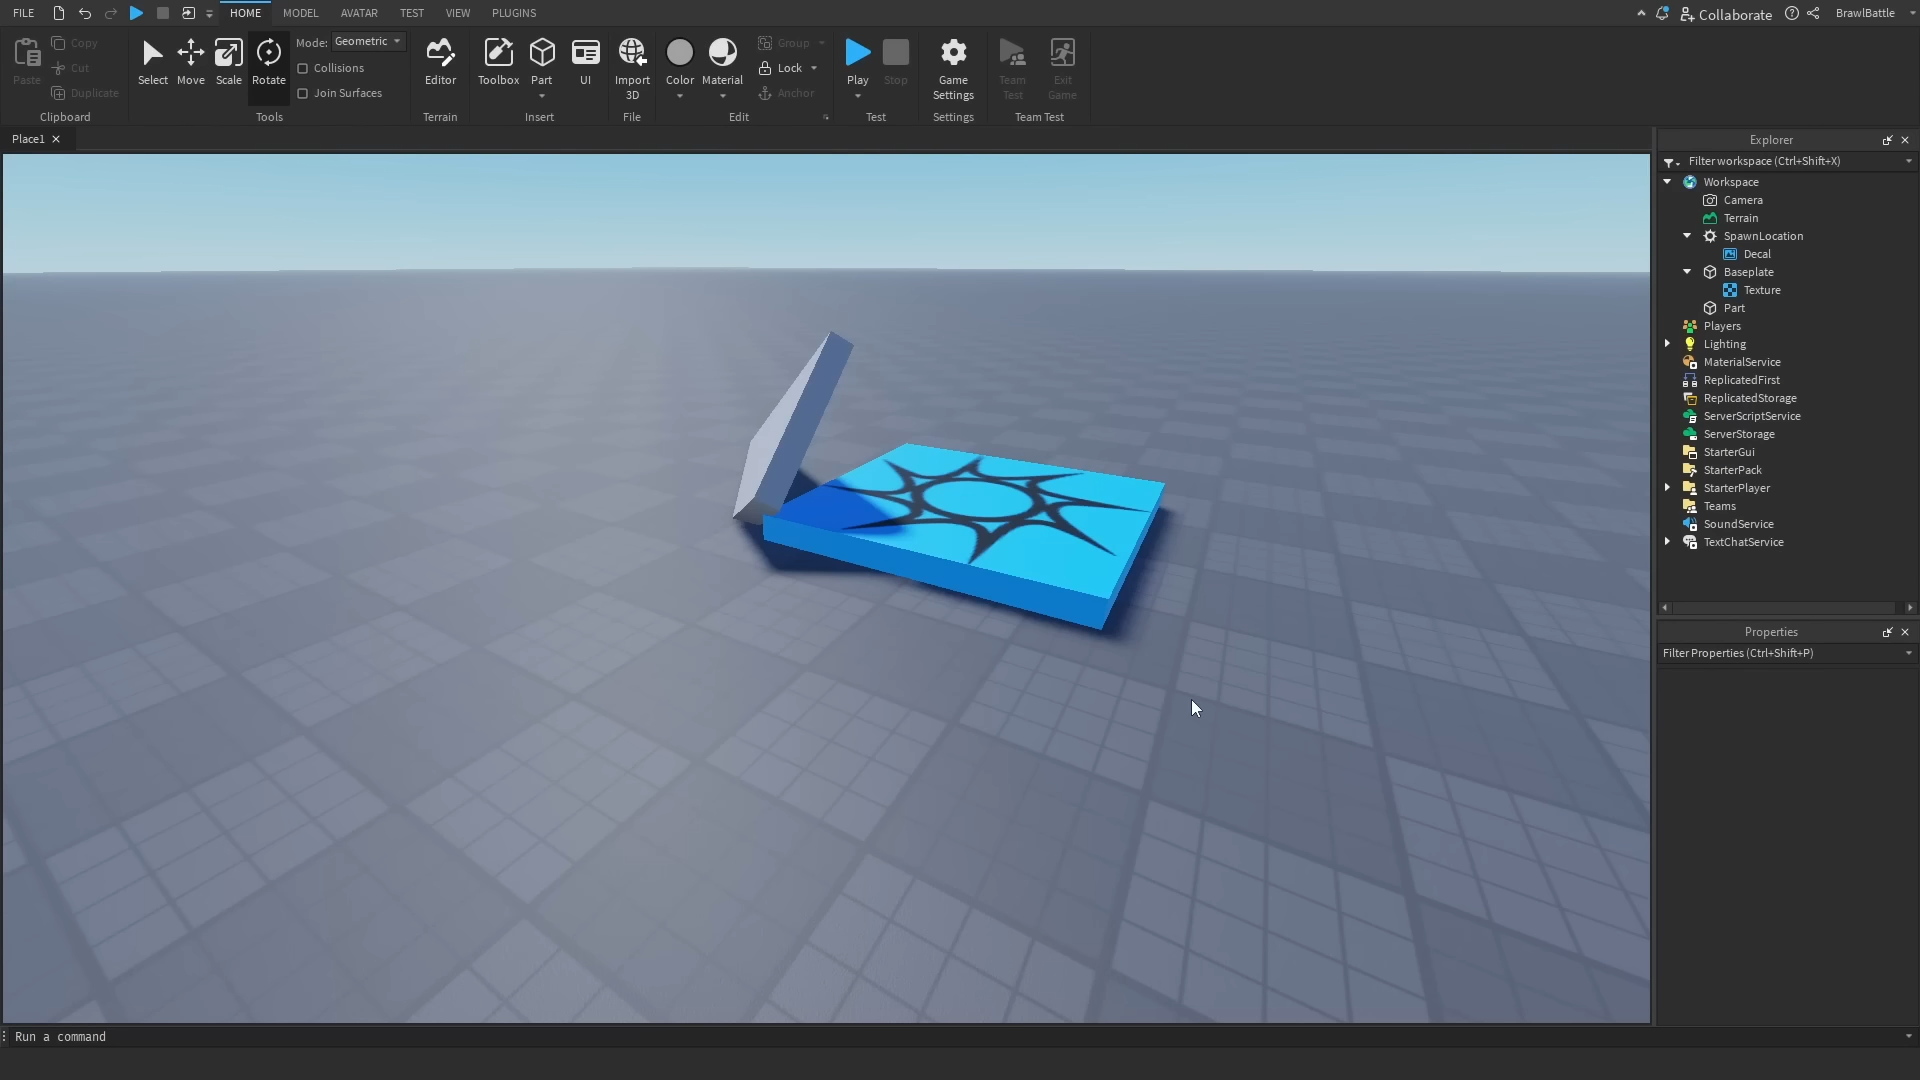 FILE HOME MODEL AVATAR TEST VIEW PLUGINS Collaborate BrawlBattle
Paste Copy Cut Duplicate Clipboard
Select Move Scale Rotate Mode: Geometric Collisions Join Surfaces Tools
Editor Terrain
Toolbox Part UI Insert
Import 3D File
Color Material Group Lock Anchor Edit
Play Stop Test
Game Settings Settings
Team Test Exit Game Team Test
Place1
Explorer
Filter workspace (Ctrl+Shift+X)
Workspace
Camera
Terrain
SpawnLocation
Decal
Baseplate
Texture
Part
Players
Lighting
MaterialService
ReplicatedFirst
ReplicatedStorage
ServerScriptService
ServerStorage
StarterGui
StarterPack
StarterPlayer
Teams
SoundService
TextChatService
Properties
Filter Properties (Ctrl+Shift+P)
Run a command